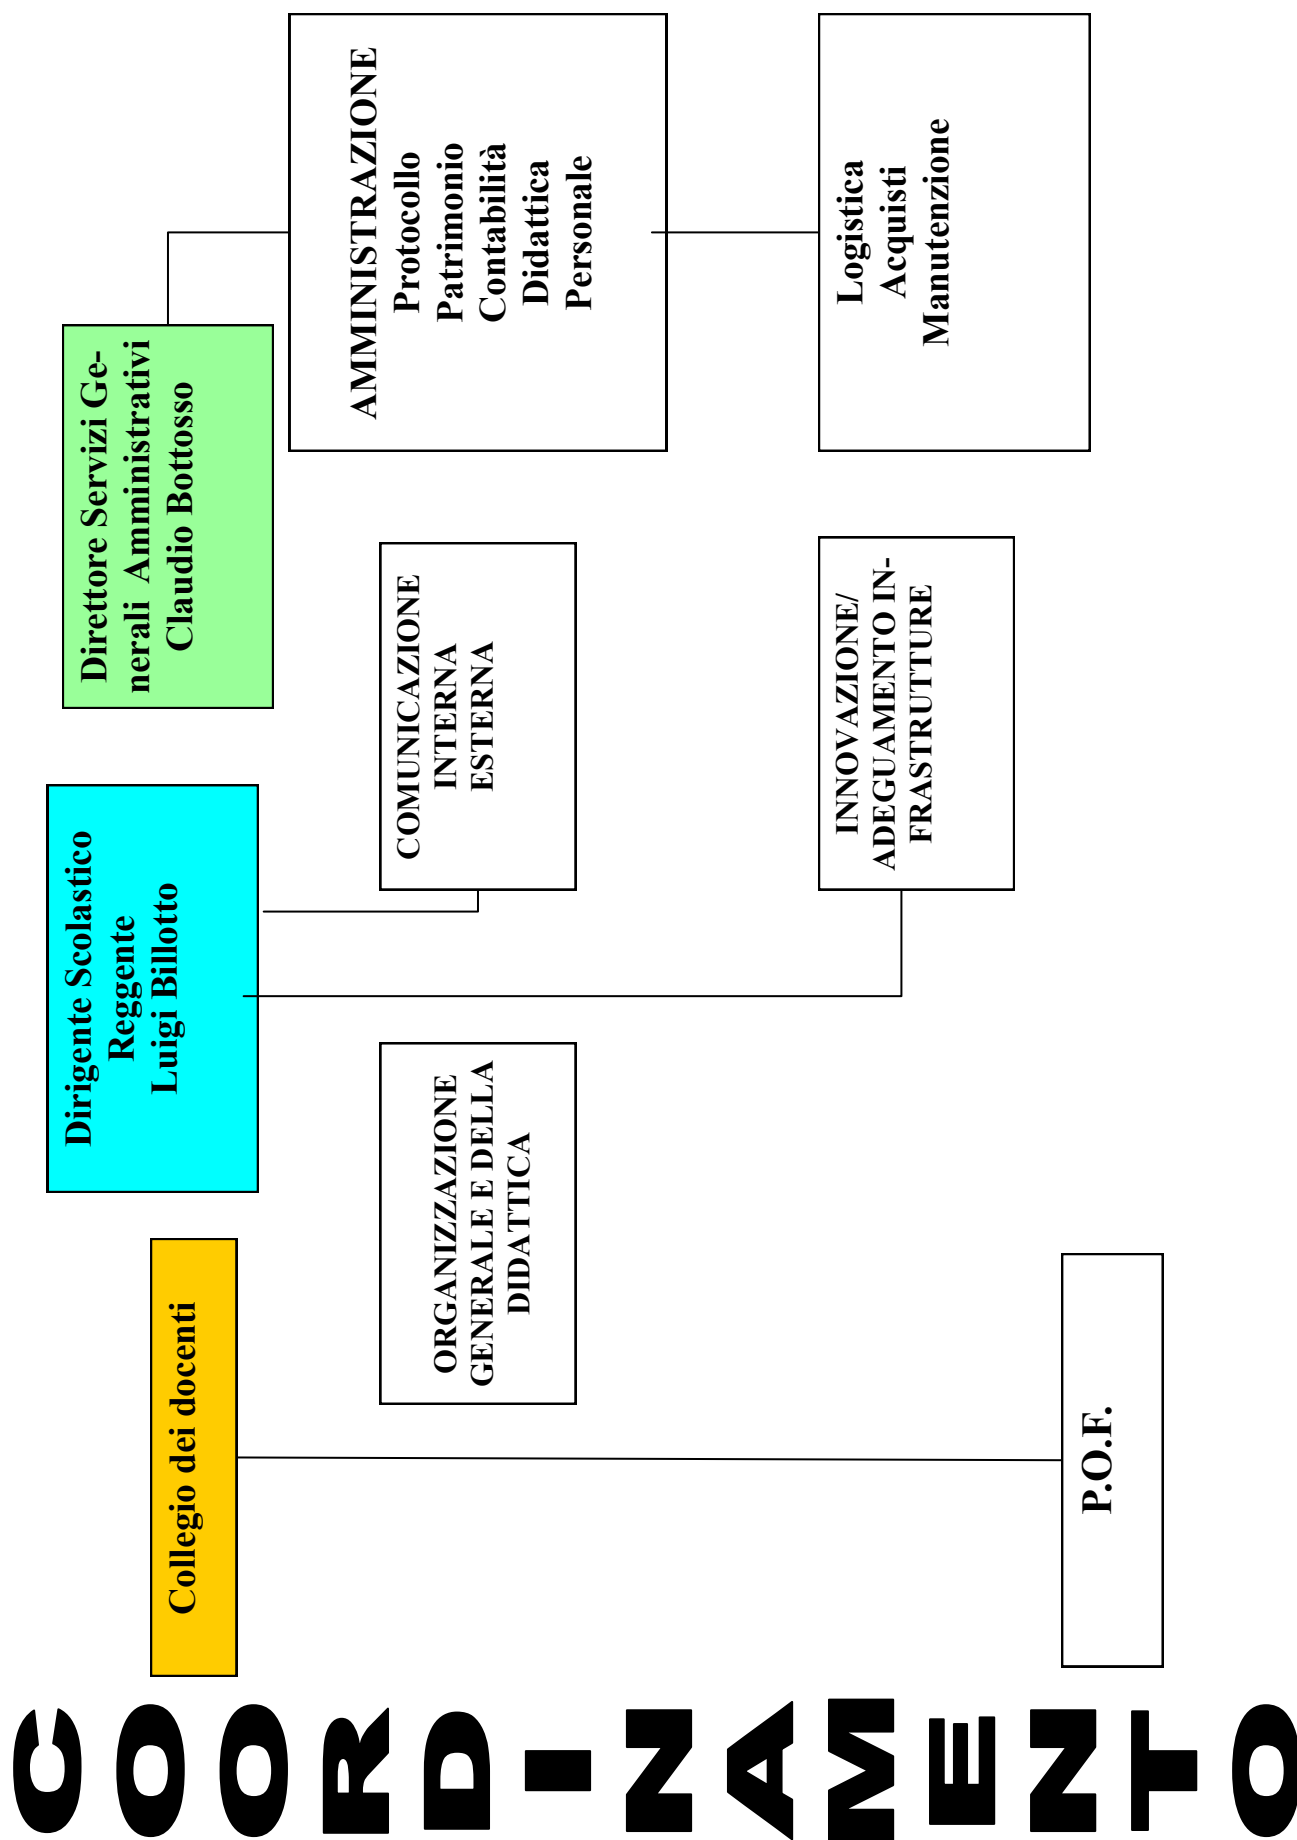 COORDINAMENTO
Collegio dei docenti
Dirigente Scolastico
Reggente
Luigi Billotto
Direttore Servizi Ge-
nerali Amministrativi
Claudio Bottosso
ORGANIZZAZIONE
GENERALE E DELLA
DIDATTICA
COMUNICAZIONE
INTERNA
ESTERNA
AMMINISTRAZIONE
Protocollo
Patrimonio
Contabilità
Didattica
Personale
INNOVAZIONE/
ADEGUAMENTO IN-
FRASTRUTTURE
Logistica
Acquisti
Manutenzione
P.O.F.